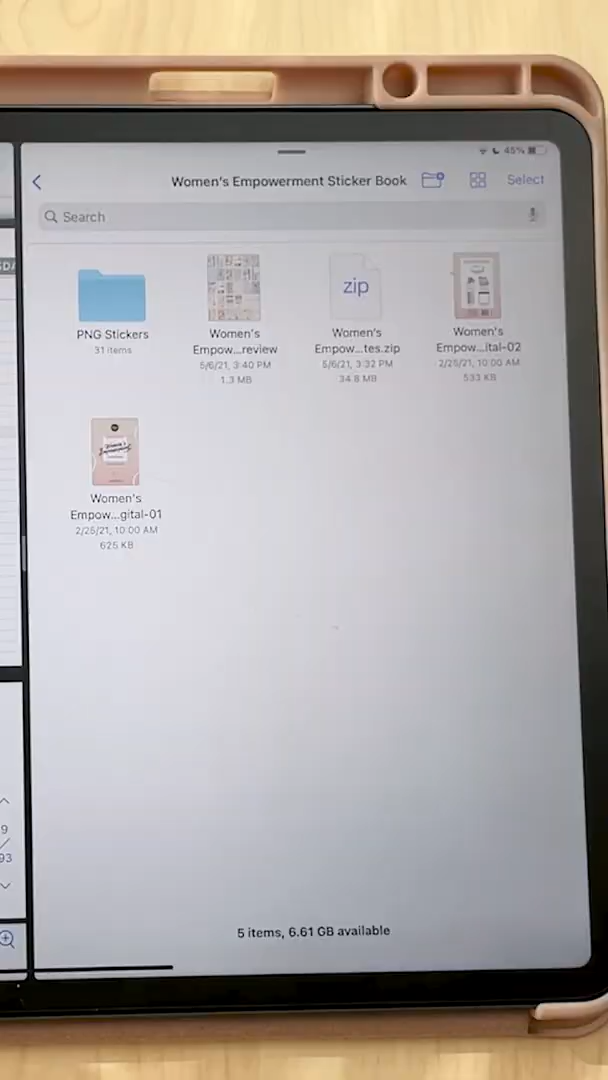 45%
Women's Empowerment Sticker Book
Select
Search
PNG Stickers
31 items
Women's
Empow...review
5/6/21, 3:40 PM
1.3 MB
zip
Women's
Empow...tes.zip
5/6/21, 3:32 PM
34.8 MB
Women's
Empow...ital-02
2/25/21, 10:00 AM
533 KB
Women's
Empow...gital-01
2/25/21, 10:00 AM
625 KB
9
93
5 items, 6.61 GB available